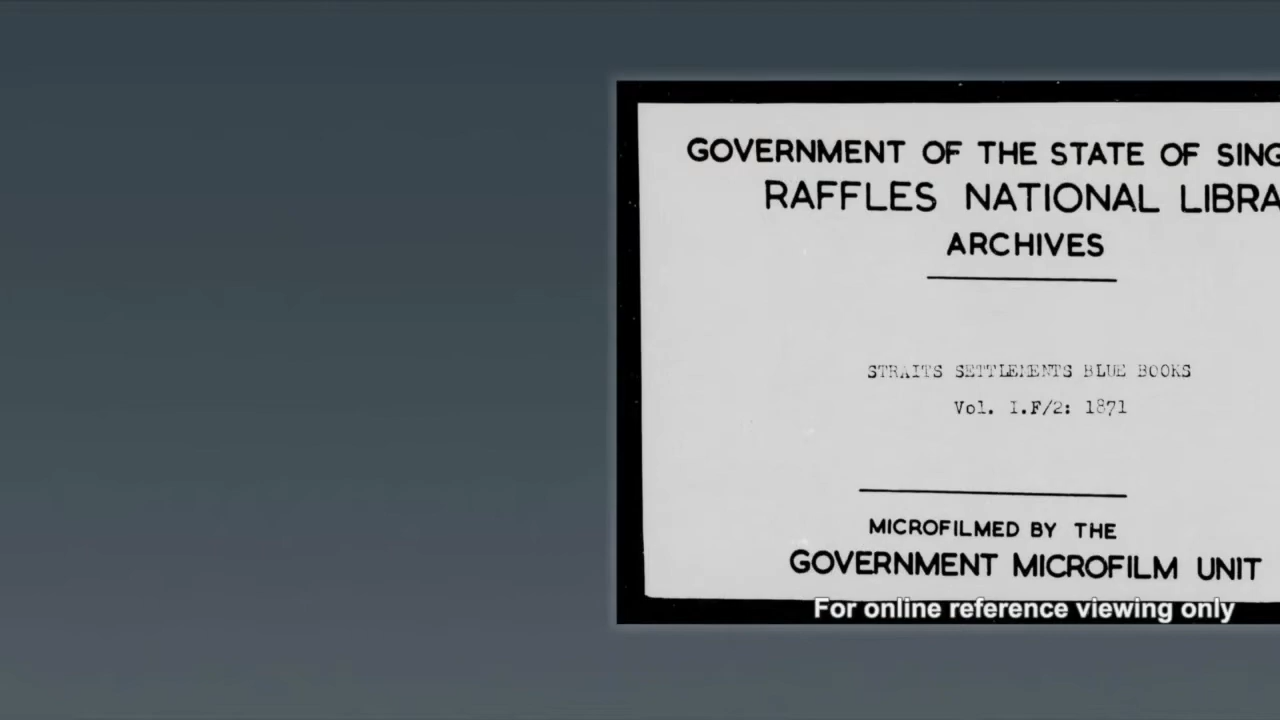 GOVERNMENT OF THE STATE OF SING
RAFFLES NATIONAL LIBRA
ARCHIVES
STRAITS SETTLEMENTS BLUE BOOKS
Vol. I.F/2: 1871
MICROFILMED BY THE
GOVERNMENT MICROFILM UNIT
For online reference viewing only